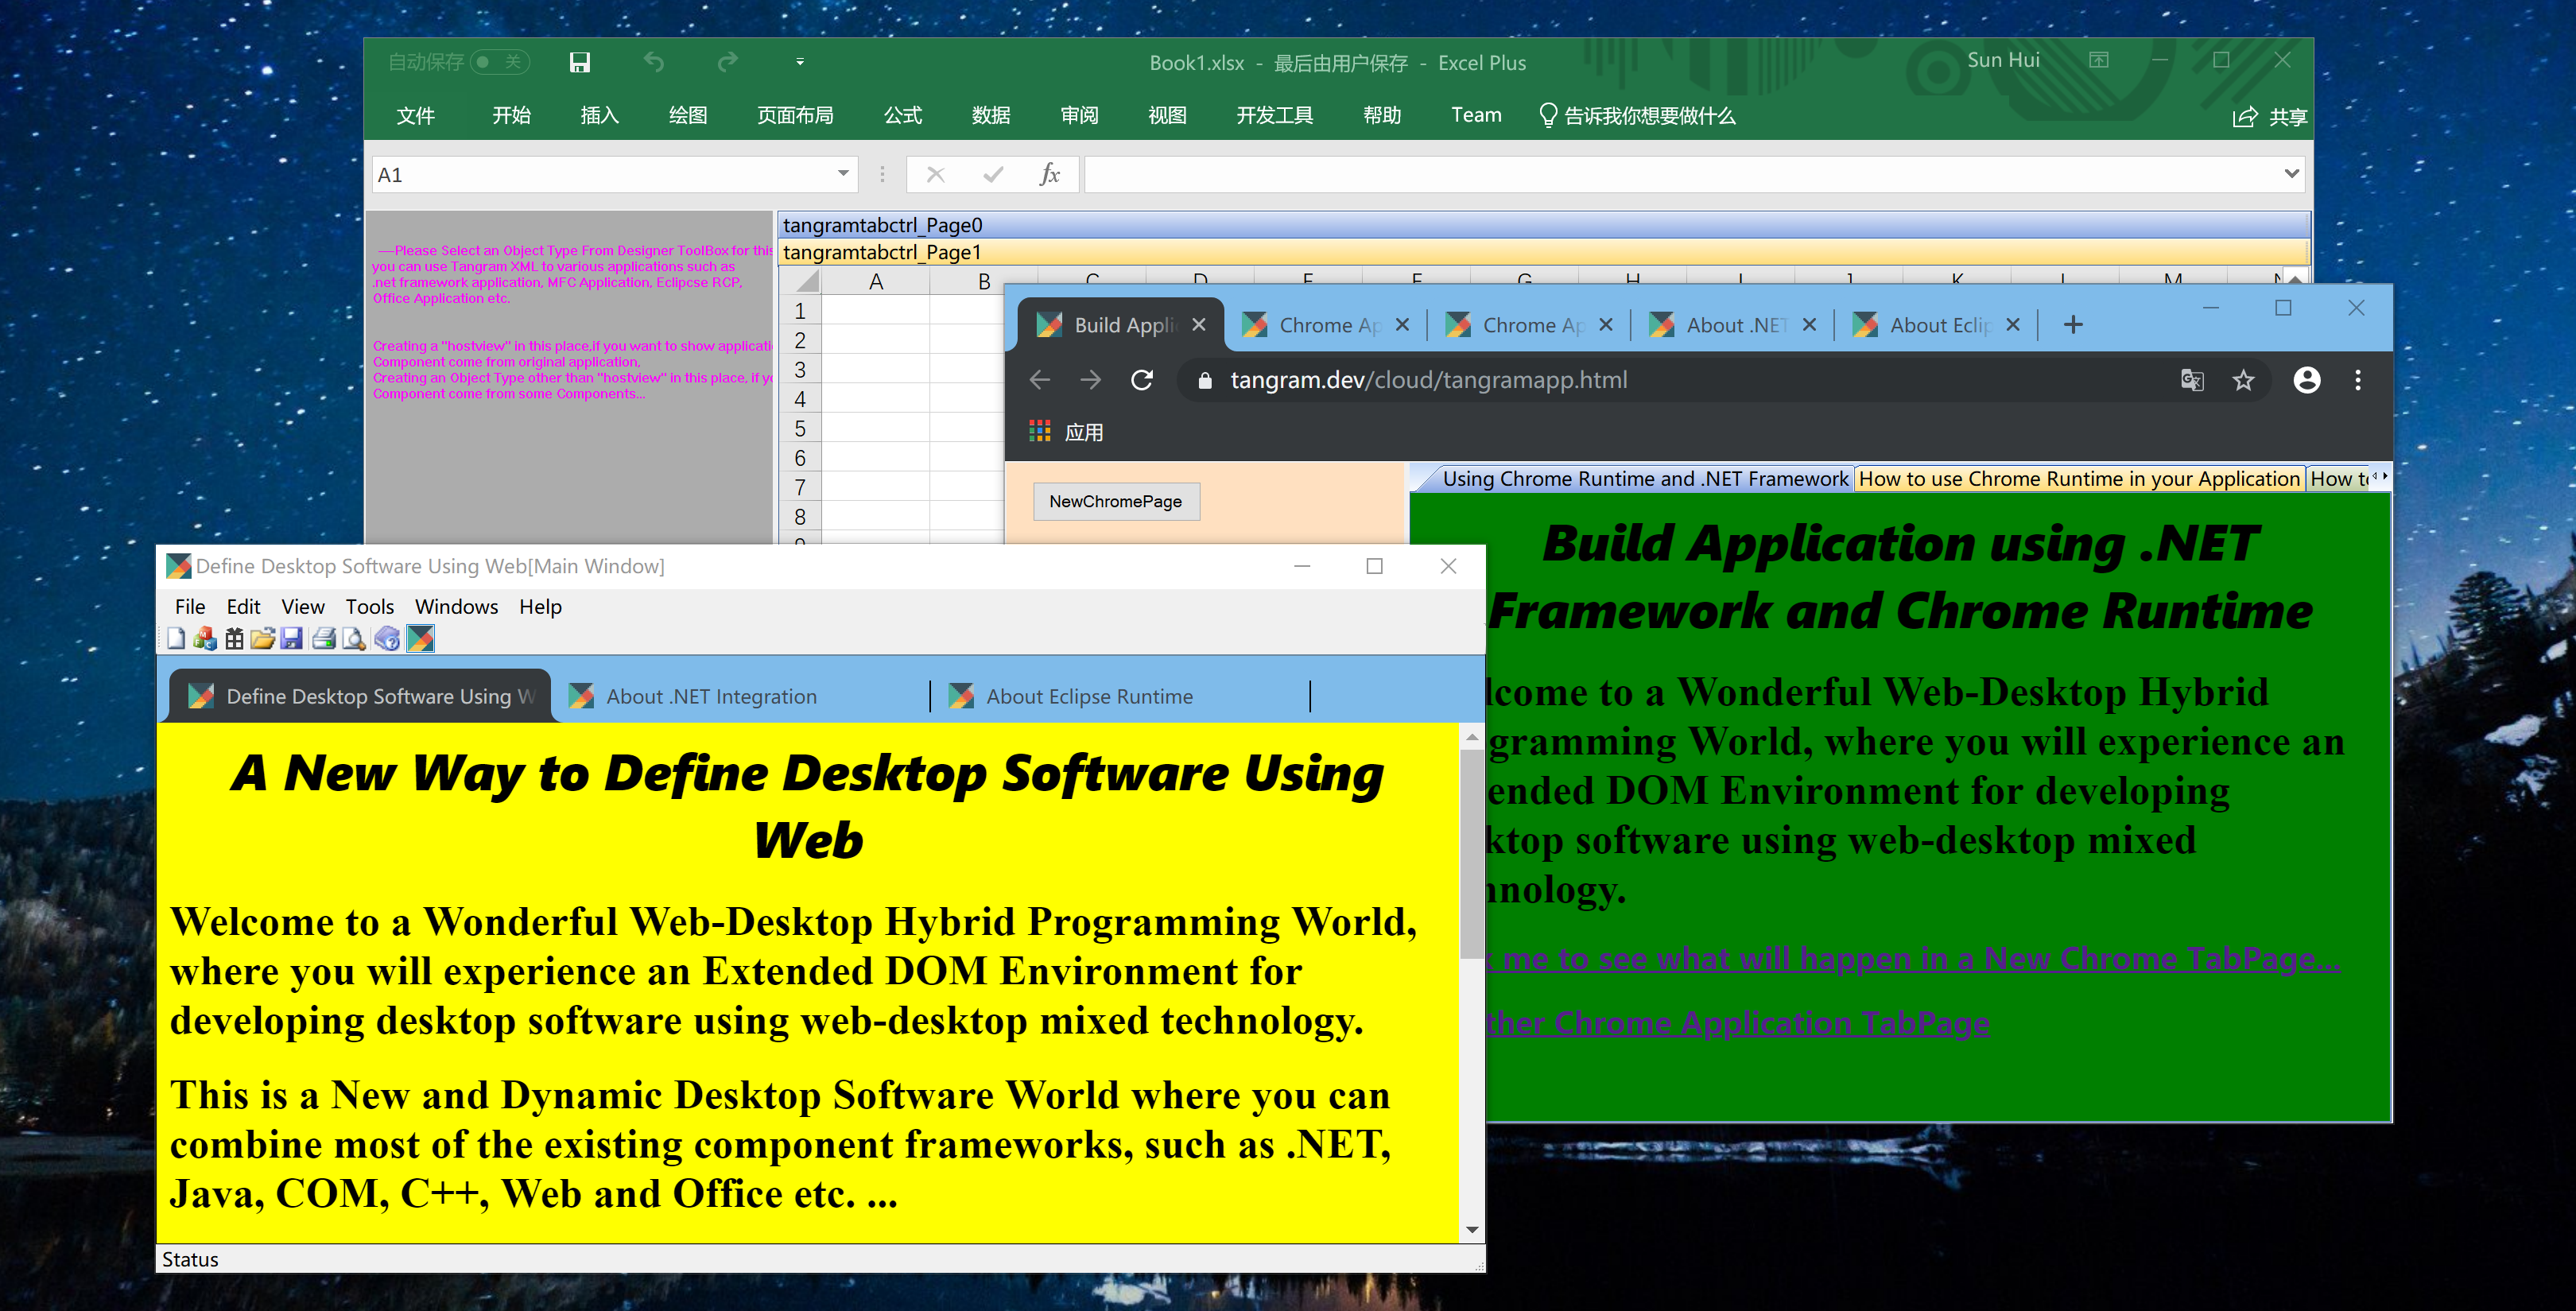 自动保存 关
Book1.xlsx - 最后由用户保存 - Excel Plus
Sun Hui
文件 开始 插入 绘图 页面布局 公式 数据 审阅 视图 开发工具 帮助 Team 告诉我你想要做什么 共享
A1 fx
----Please Select an Object Type From Designer ToolBox for this
you can use Tangram XML to various applications such as
.net framework application, MFC Application, Eclipcse RCP,
Office Application etc.
Creating a "hostview" in this place,if you want to show applicati
Component come from original application,
Creating an Object Type other than "hostview" in this place, if yo
Component come from some Components...
tangramtabctrl_Page0
tangramtabctrl_Page1
A B C D E F G H I J K L M
1
2
3
4
5
6
7
8
9
Build Appli Chrome Ap Chrome Ap About .NET About Eclip
tangram.dev/cloud/tangramapp.html
应用
NewChromePage
Using Chrome Runtime and .NET Framework How to use Chrome Runtime in your Application How to
Build Application using .NET
Framework and Chrome Runtime
lcome to a Wonderful Web-Desktop Hybrid
gramming World, where you will experience an
ended DOM Environment for developing
ktop software using web-desktop mixed
hnology.
k me to see what will happen in a New Chrome TabPage...
ther Chrome Application TabPage
Define Desktop Software Using Web[Main Window]
File Edit View Tools Windows Help
Define Desktop Software Using W About .NET Integration About Eclipse Runtime
A New Way to Define Desktop Software Using
Web
Welcome to a Wonderful Web-Desktop Hybrid Programming World,
where you will experience an Extended DOM Environment for
developing desktop software using web-desktop mixed technology.
This is a New and Dynamic Desktop Software World where you can
combine most of the existing component frameworks, such as .NET,
Java, COM, C++, Web and Office etc. ...
Status